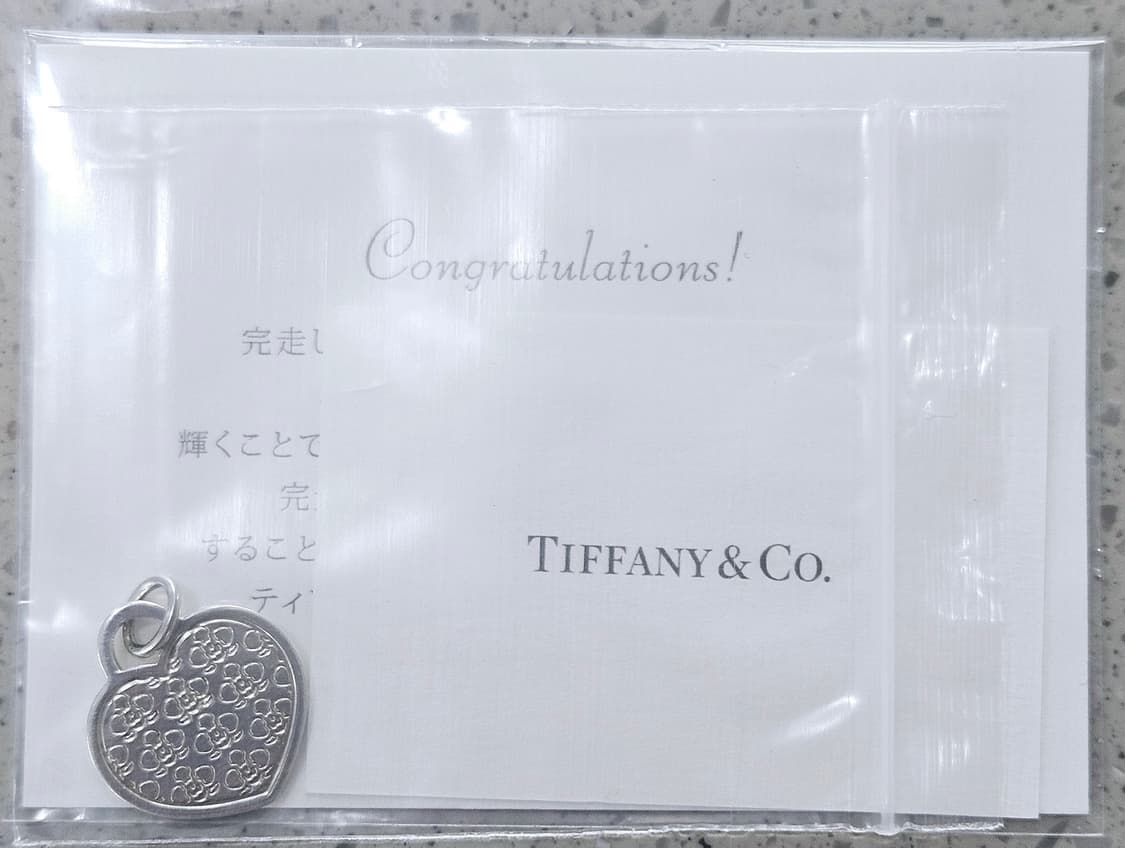 Congratulations!
完走し
輝くことで
完
すること
ティ
TIFFANY & CO.